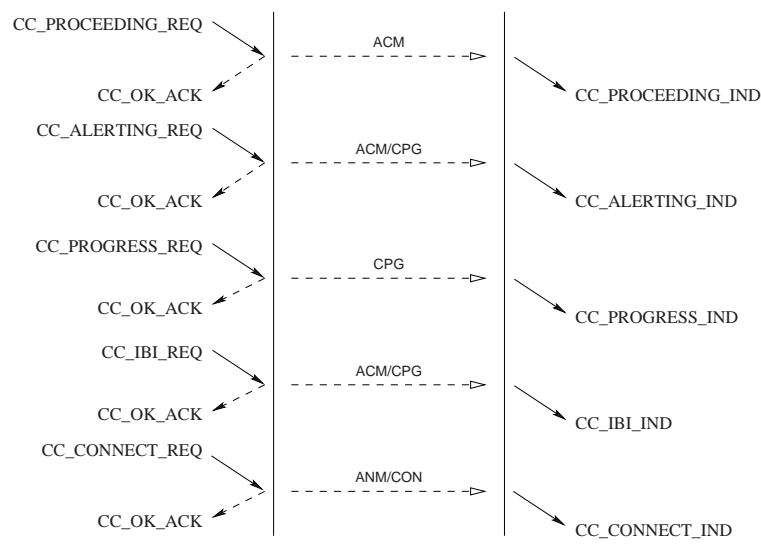 CC_PROCEEDING_REQ
ACM
CC_OK_ACK
CC_PROCEEDING_IND
CC_ALERTING_REQ
ACM/CPG
CC_OK_ACK
CC_ALERTING_IND
CC_PROGRESS_REQ
CPG
CC_OK_ACK
CC_PROGRESS_IND
CC_IBI_REQ
ACM/CPG
CC_OK_ACK
CC_IBI_IND
CC_CONNECT_REQ
ANM/CON
CC_OK_ACK
CC_CONNECT_IND